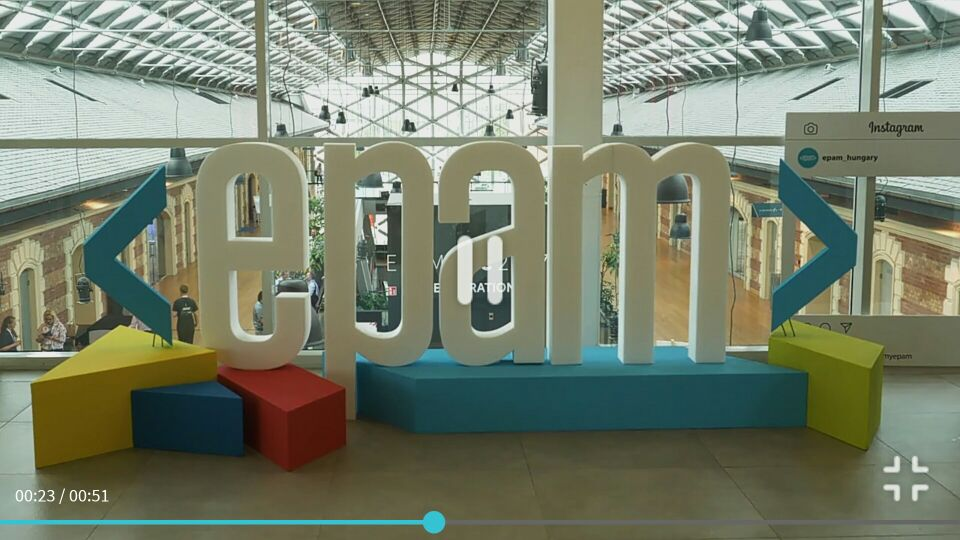 Instagram
epam_hungary
<epam>
myepam
00:23 / 00:51